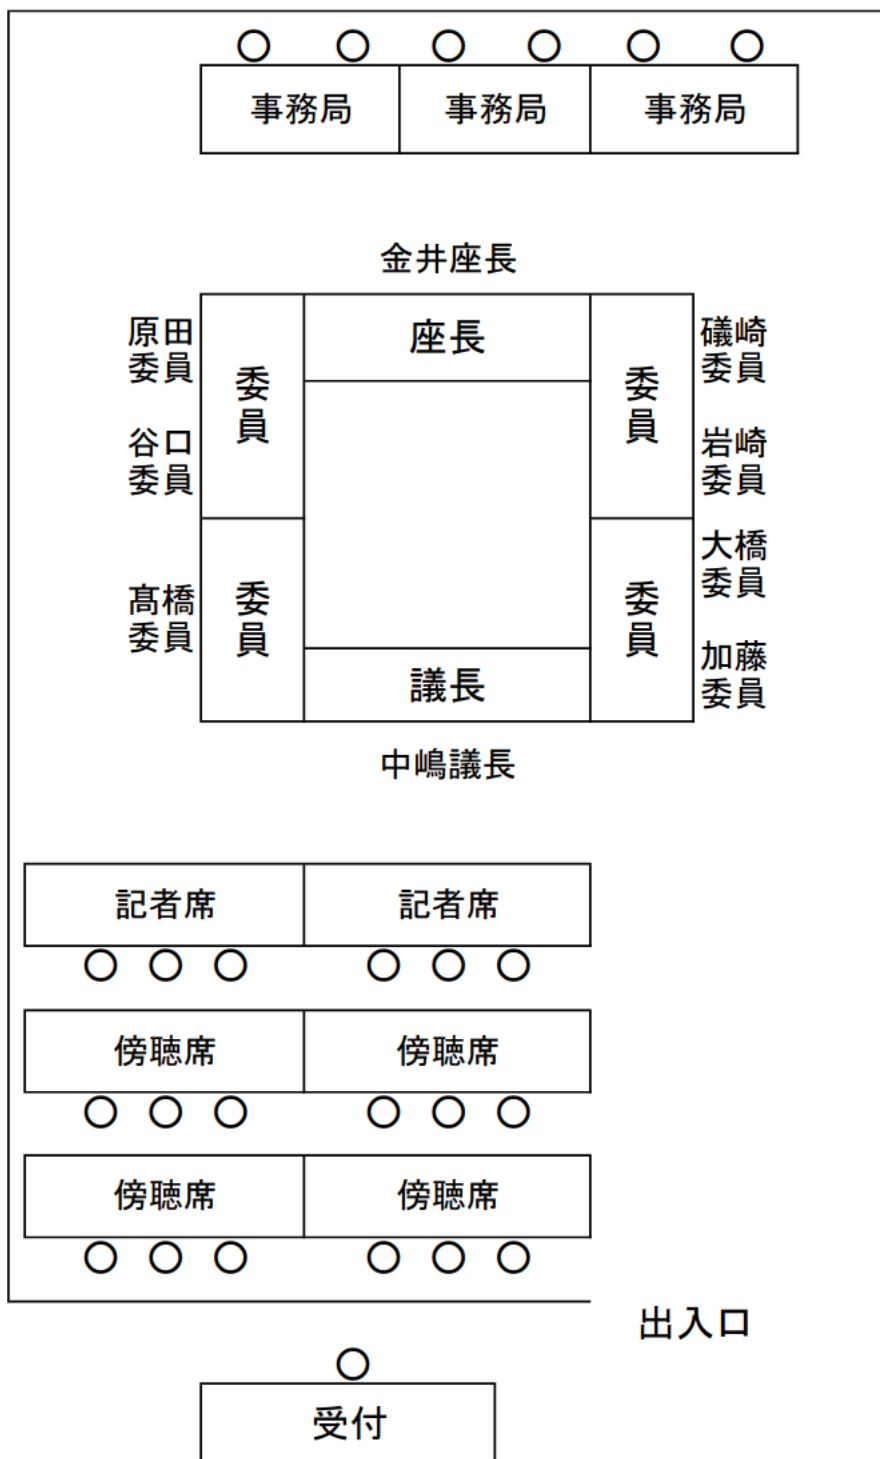 〇 〇 〇 〇 〇 〇
事務局 事務局 事務局
金井座長
座長
原田
委員
谷口
委員
委員
髙橋
委員
委員
委員
礒崎
委員
岩崎
委員
委員
大橋
委員
加藤
委員
議長
中嶋議長
記者席 記者席
〇 〇 〇 〇 〇 〇
傍聴席 傍聴席
〇 〇 〇 〇 〇 〇
傍聴席 傍聴席
〇 〇 〇 〇 〇 〇
出入口
〇
受付